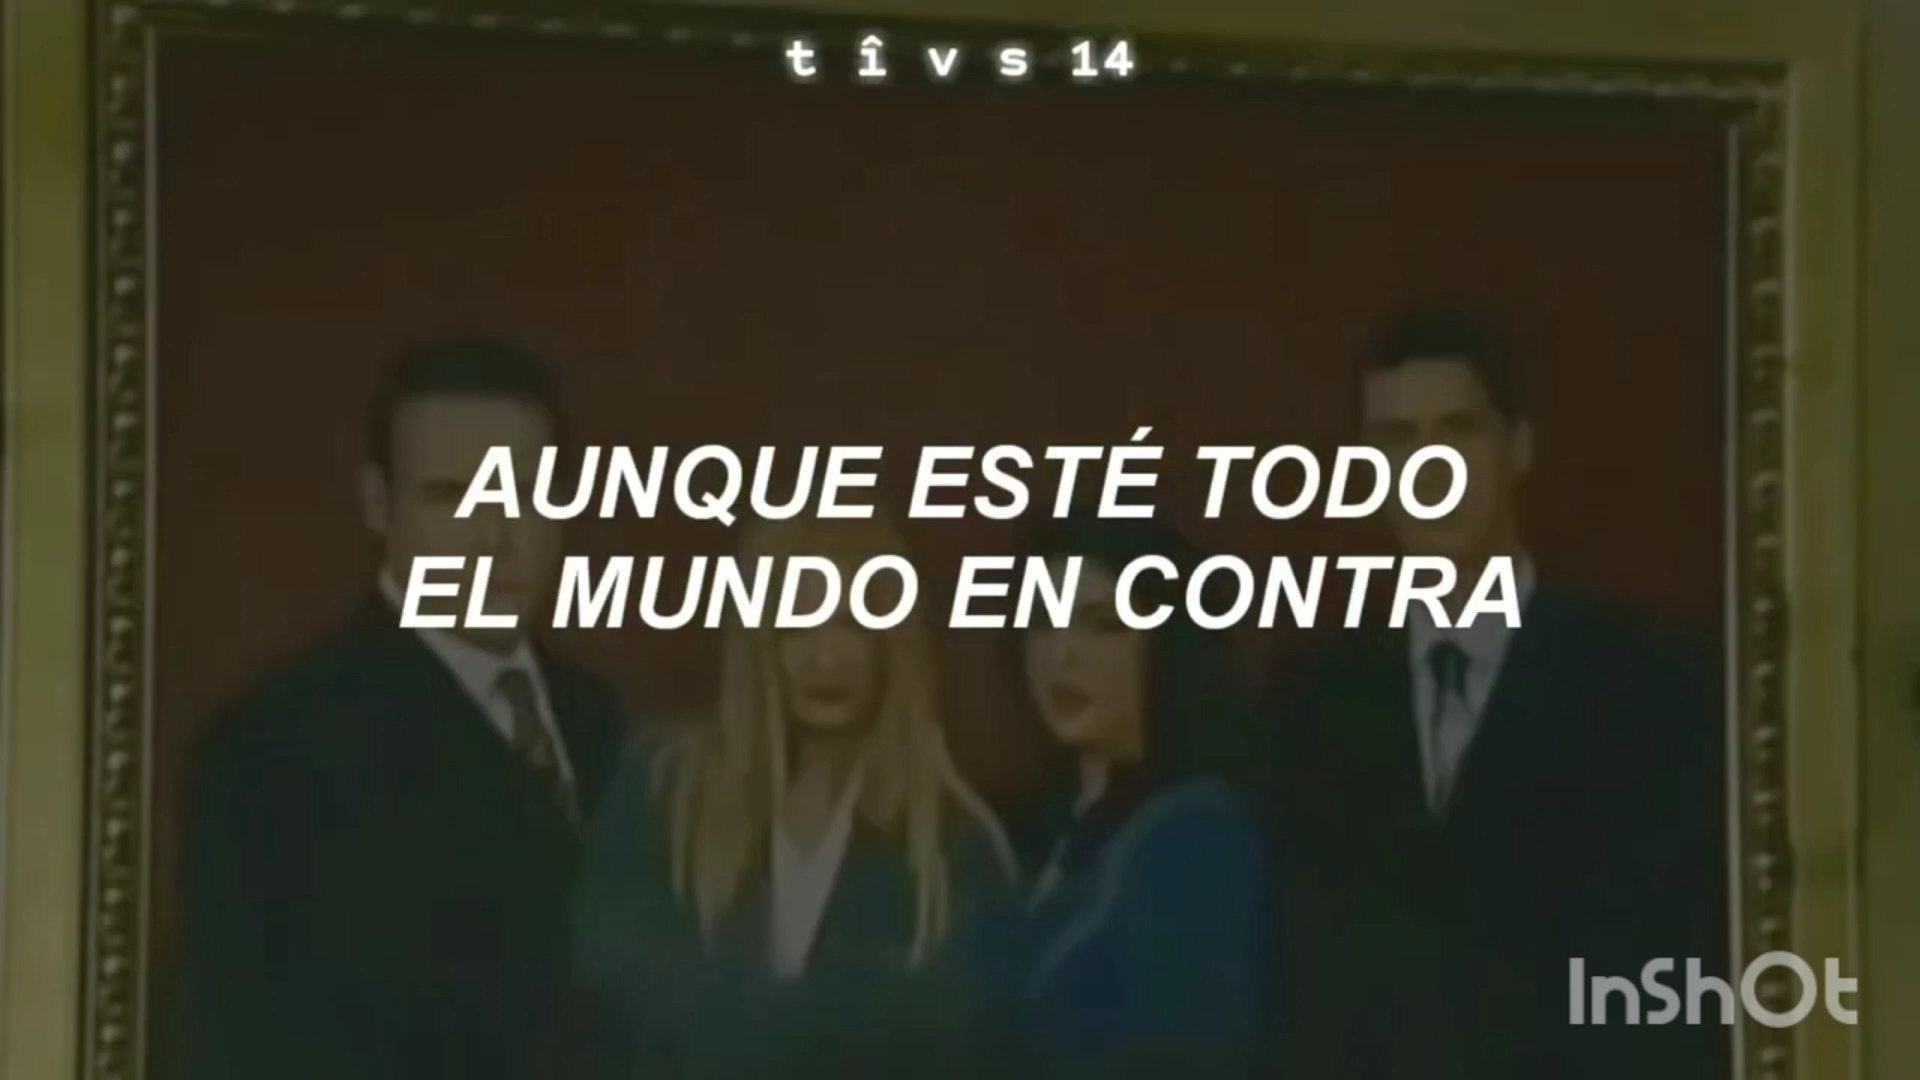 t î v s 14
AUNQUE ESTÉ TODO
EL MUNDO EN CONTRA
InShOt